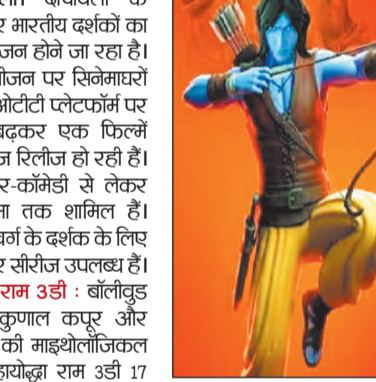 र भारतीय दर्शकों का
जन होने जा रहा है।
ीजन पर सिनेमाघरों
ओटीटी प्लेटफॉर्म पर
बढ़कर एक फिल्में
ज रिलीज हो रही हैं।
र-कॉमेडी से लेकर
मा तक शामिल हैं।
वर्ग के दर्शक के लिए
र सीरीज उपलब्ध हैं।
राम 3डी : बॉलीवुड
कुणाल कपूर और
की माइथोलॉजिकल
हायोद्धा राम 3डी 17